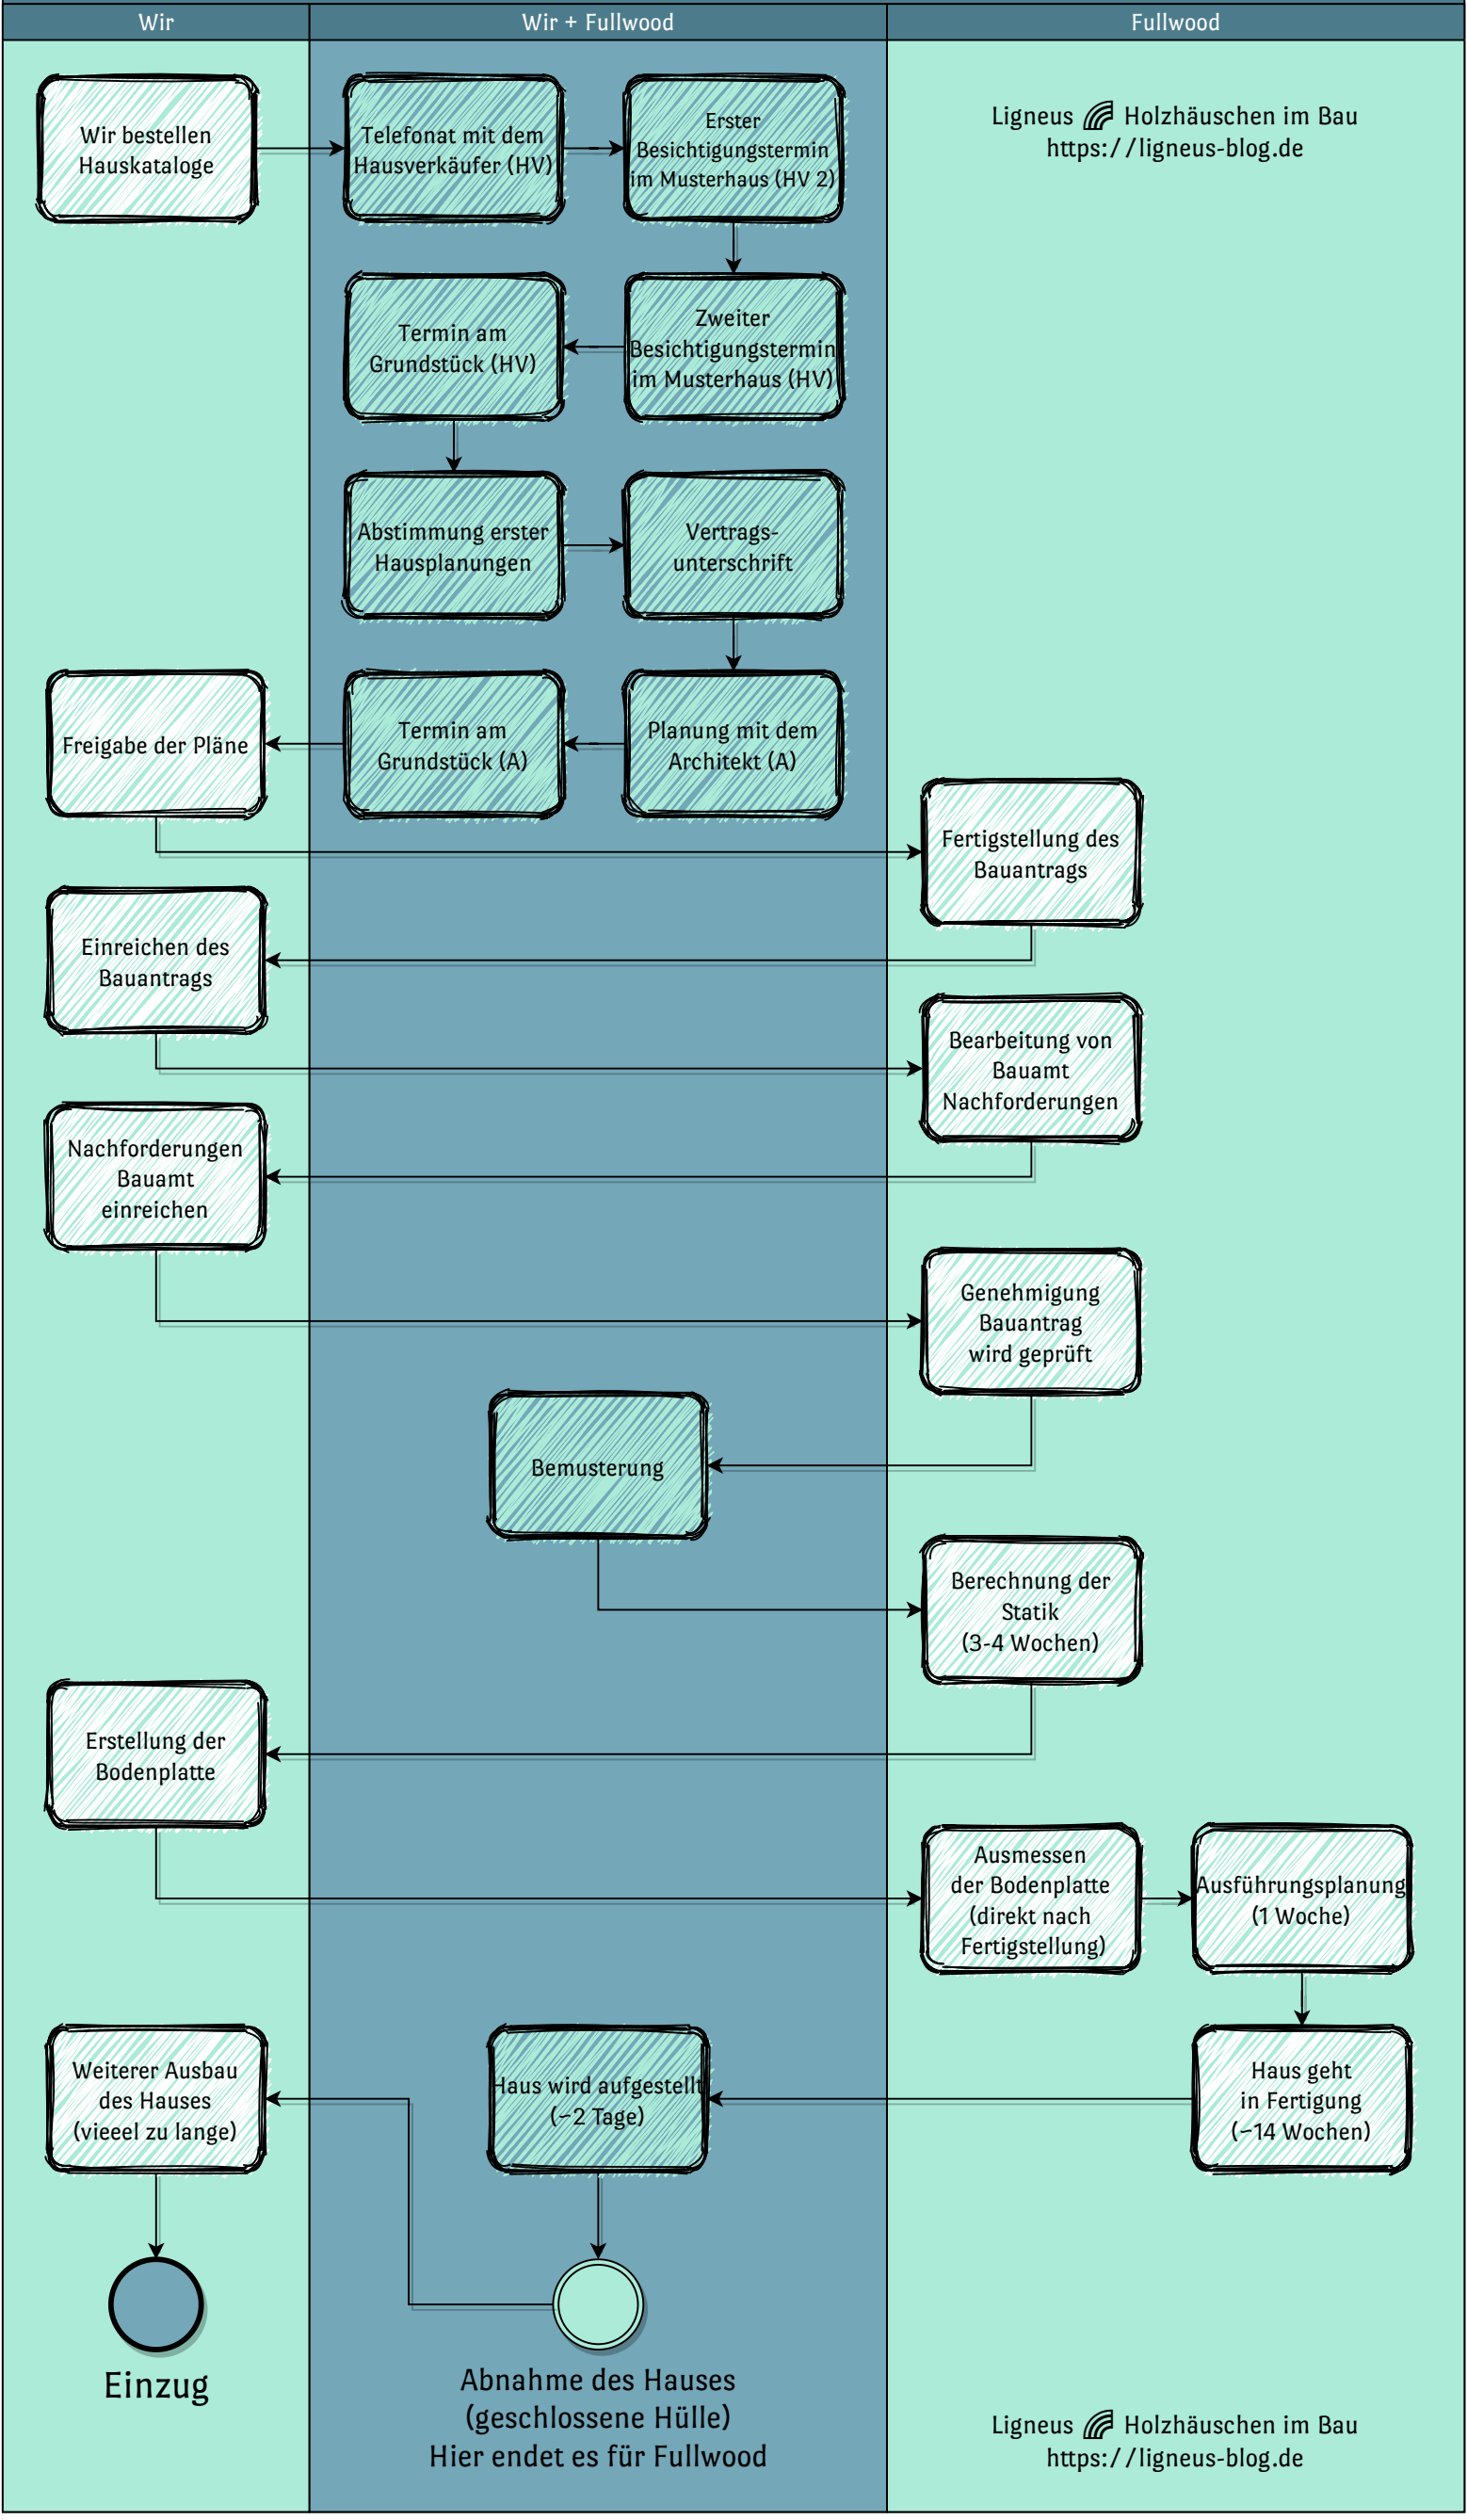 Wir
Wir + Fullwood
Fullwood
Wir bestellen
Hauskataloge
Telefonat mit dem
Hausverkäufer (HV)
Erster
Besichtigungstermin
im Musterhaus (HV 2)
Ligneus Holzhäuschen im Bau
https://ligneus-blog.de
Termin am
Grundstück (HV)
Zweiter
Besichtigungstermin
im Musterhaus (HV)
Abstimmung erster
Hausplanungen
Vertrags-
unterschrift
Freigabe der Pläne
Termin am
Grundstück (A)
Planung mit dem
Architekt (A)
Fertigstellung des
Bauantrags
Einreichen des
Bauantrags
Bearbeitung von
Bauamt
Nachforderungen
Nachforderungen
Bauamt
einreichen
Genehmigung
Bauantrag
wird geprüft
Bemusterung
Berechnung der
Statik
(3-4 Wochen)
Erstellung der
Bodenplatte
Ausmessen
der Bodenplatte
(direkt nach
Fertigstellung)
Ausführungsplanung
(1 Woche)
Weiterer Ausbau
des Hauses
(vieeel zu lange)
Haus wird aufgestellt
(~2 Tage)
Haus geht
in Fertigung
(~14 Wochen)
Einzug
Abnahme des Hauses
(geschlossene Hülle)
Hier endet es für Fullwood
Ligneus Holzhäuschen im Bau
https://ligneus-blog.de